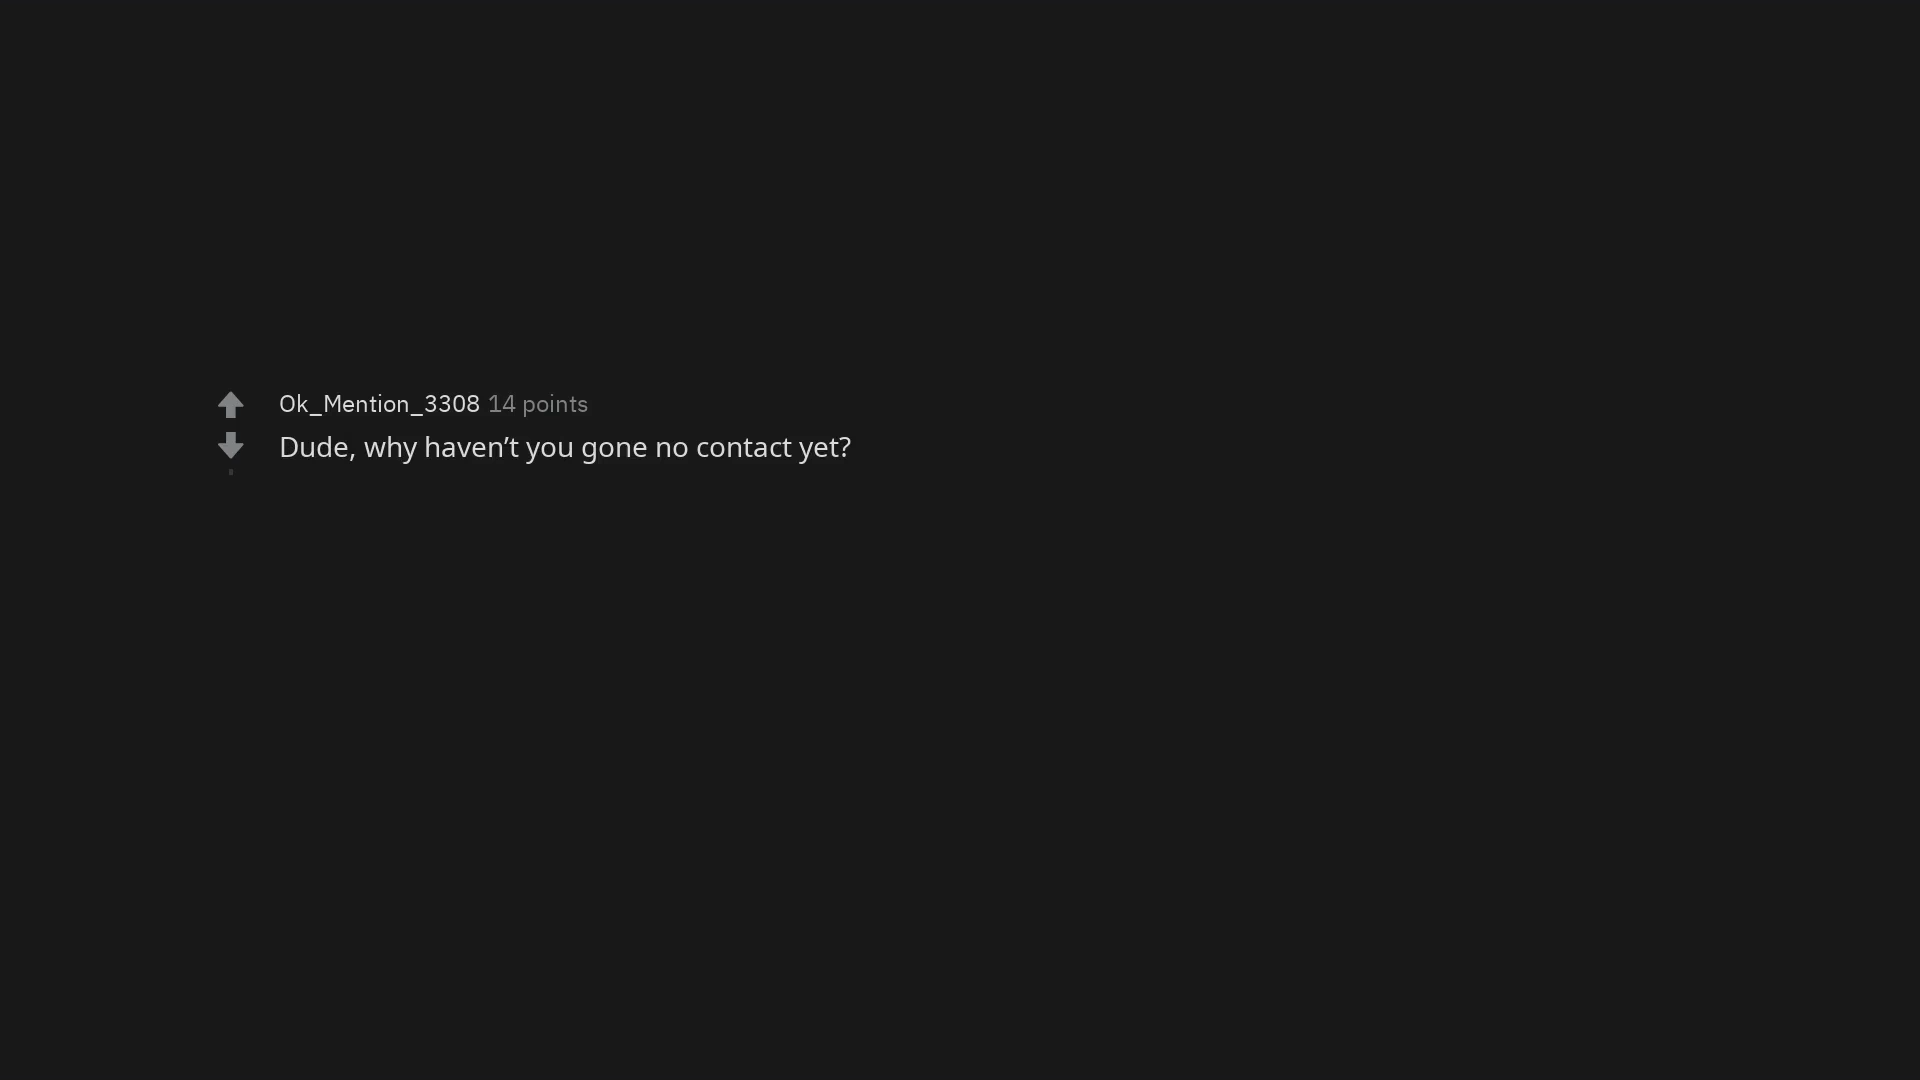 Ok_Mention_3308 14 points
Dude, why haven’t you gone no contact yet?